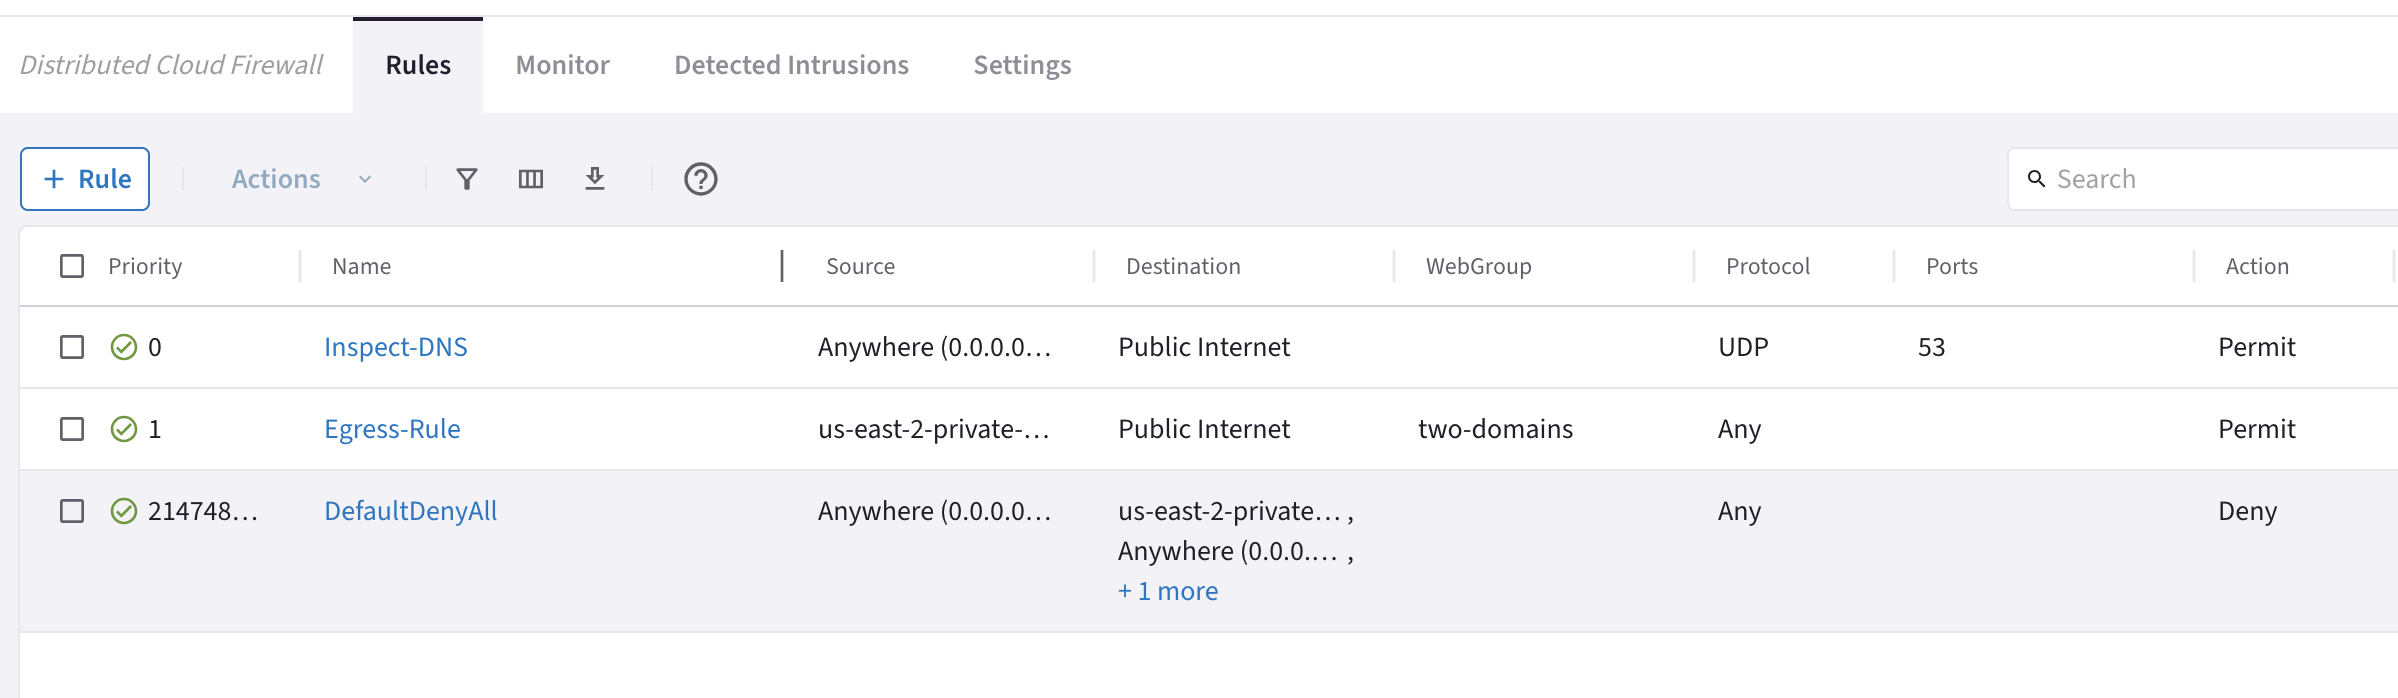 Distributed Cloud Firewall Rules Monitor Detected Intrusions Settings
+ Rule Actions Search
Priority Name Source Destination WebGroup Protocol Ports Action
0 Inspect-DNS Anywhere (0.0.0.0… Public Internet UDP 53 Permit
1 Egress-Rule us-east-2-private-… Public Internet two-domains Any Permit
214748… DefaultDenyAll Anywhere (0.0.0.0… us-east-2-private… , Any Deny
Anywhere (0.0.0.… ,
+ 1 more